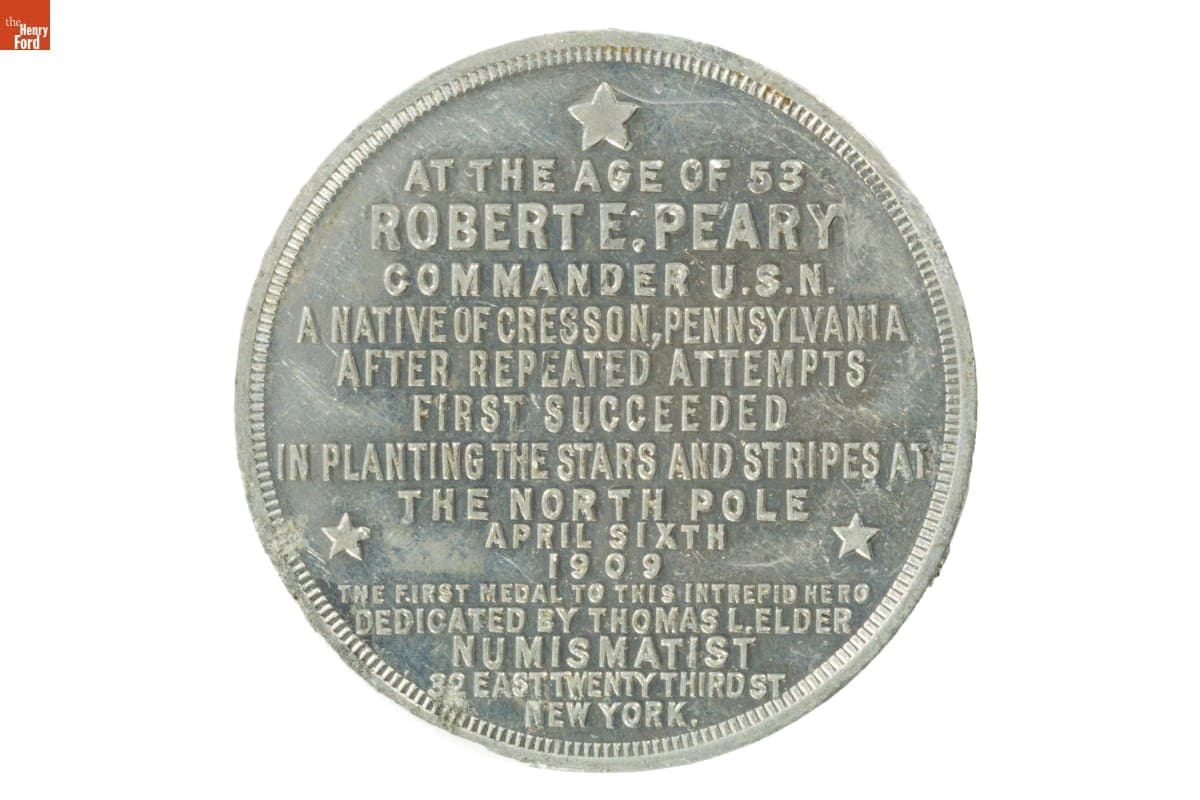 the
Henry
Ford
AT THE AGE OF 53
ROBERT E. PEARY
COMMANDER U.S.N.
A NATIVE OF CRESSON, PENNSYLVANIA
AFTER REPEATED ATTEMPTS
FIRST SUCCEEDED
IN PLANTING THE STARS AND STRIPES AT
THE NORTH POLE
APRIL SIXTH
1909
THE FIRST MEDAL TO THIS INTREPID HERO
DEDICATED BY THOMAS L. ELDER
NUMISMATIST
32 EAST TWENTY THIRD ST
NEW YORK.